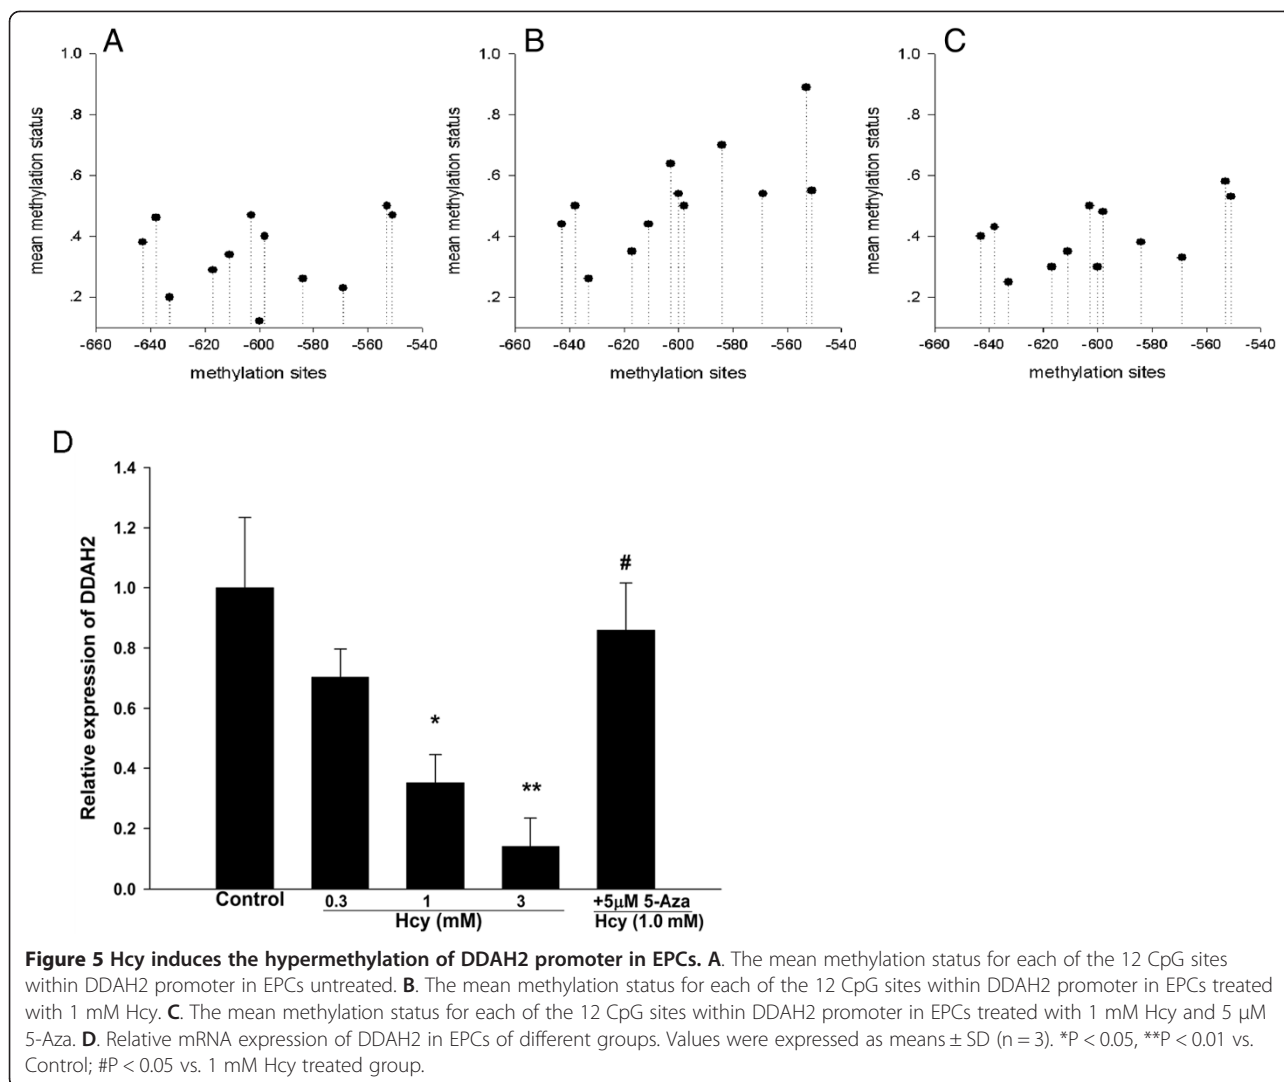 A
1.0
.8
.6
.4
.2
mean methylation status
-660 -640 -620 -600 -580 -560 -540
methylation sites
B
1.0
.8
.6
.4
.2
mean methylation status
-660 -640 -620 -600 -580 -560 -540
methylation sites
C
1.0
.8
.6
.4
.2
mean methylation status
-660 -640 -620 -600 -580 -560 -540
methylation sites
D
1.4
1.2
1.0
0.8
0.6
0.4
0.2
0.0
Relative expression of DDAH2
*
**
#
Control 0.3 1 3 +5µM 5-Aza
Hcy (mM) Hcy (1.0 mM)
Figure 5 Hcy induces the hypermethylation of DDAH2 promoter in EPCs. A. The mean methylation status for each of the 12 CpG sites
within DDAH2 promoter in EPCs untreated. B. The mean methylation status for each of the 12 CpG sites within DDAH2 promoter in EPCs treated
with 1 mM Hcy. C. The mean methylation status for each of the 12 CpG sites within DDAH2 promoter in EPCs treated with 1 mM Hcy and 5 µM
5-Aza. D. Relative mRNA expression of DDAH2 in EPCs of different groups. Values were expressed as means ± SD (n = 3). *P < 0.05, **P < 0.01 vs.
Control; #P < 0.05 vs. 1 mM Hcy treated group.